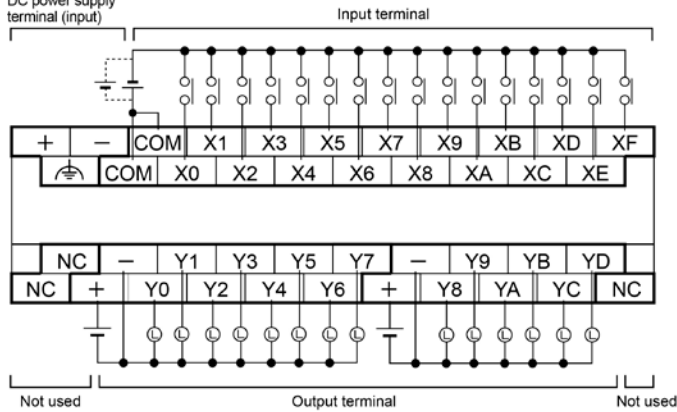 DC power supply
terminal (input)
Input terminal
+ − COM X1 X3 X5 X7 X9 XB XD XF
COM X0 X2 X4 X6 X8 XA XC XE
NC − Y1 Y3 Y5 Y7 − Y9 YB YD
NC + Y0 Y2 Y4 Y6 + Y8 YA YC NC
L L L L L L L L L L L L L L
Not used
Output terminal
Not used